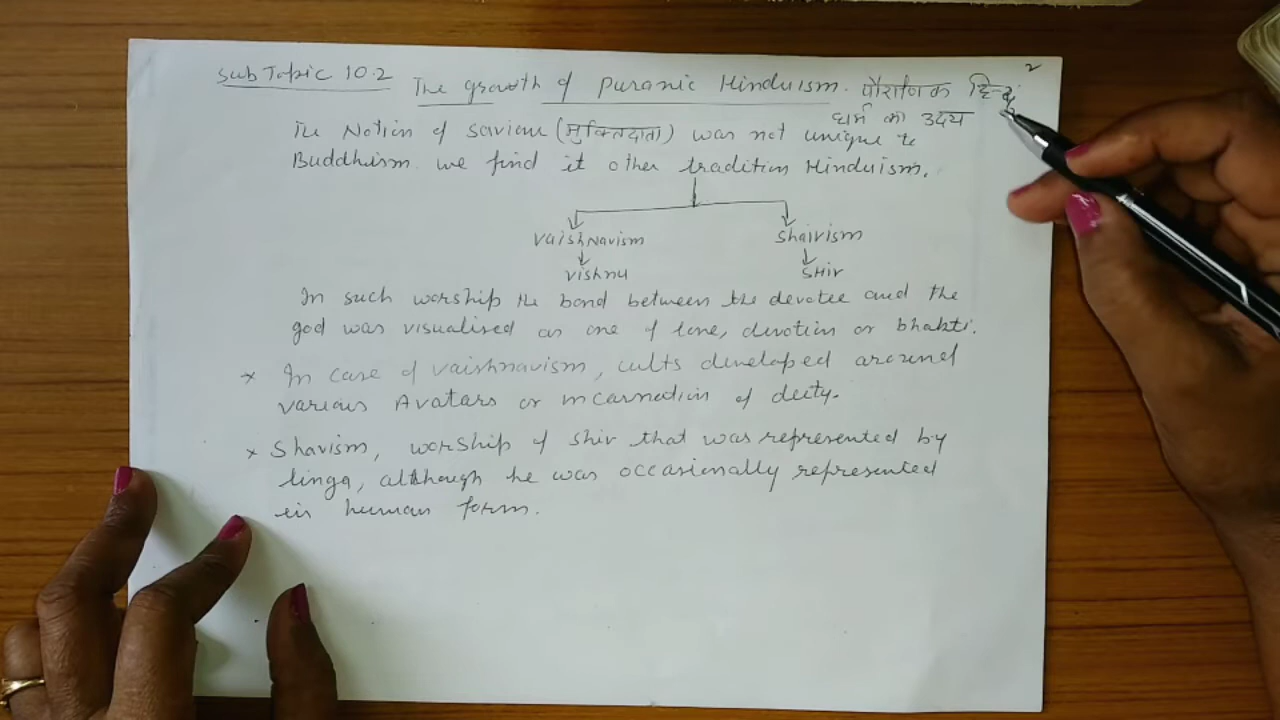 2
Sub Topic 10.2 The growth of Puranic Hinduism. पौराणिक हिन्दू
धर्म का उदय
The Notion of Saviour (मुक्तिदाता) was not unique to
Buddhism. we find it other tradition Hinduism.
Vaishnavism Shaivism
Vishnu SHIV
In such worship the bond between the devotee and the
god was visualised as one of love, devotion or bhakti.
* In case of vaishnavism, cults developed around
various Avatars or incarnation of deity.
* Shavism, worship of shiv that was represented by
linga, although he was occasionally represented
in human form.